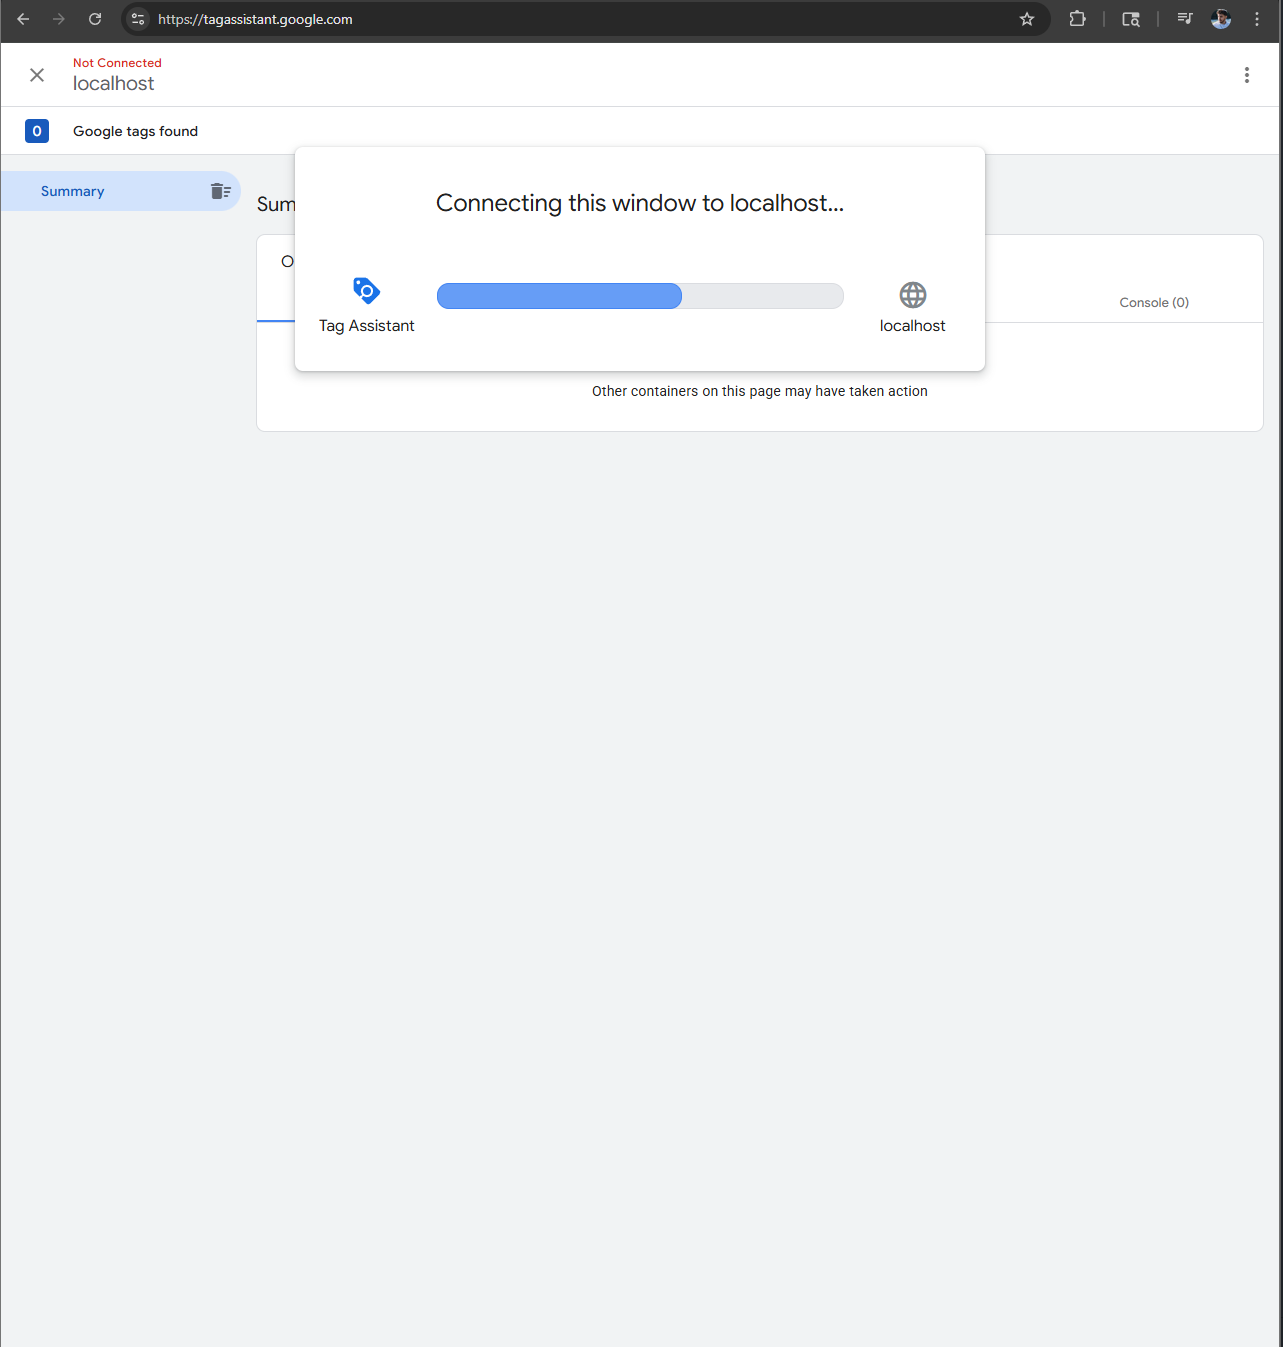 https://tagassistant.google.com
Not Connected
localhost
0 Google tags found
Summary
Sum
Connecting this window to localhost...
O
Tag Assistant
localhost
Console (0)
Other containers on this page may have taken action